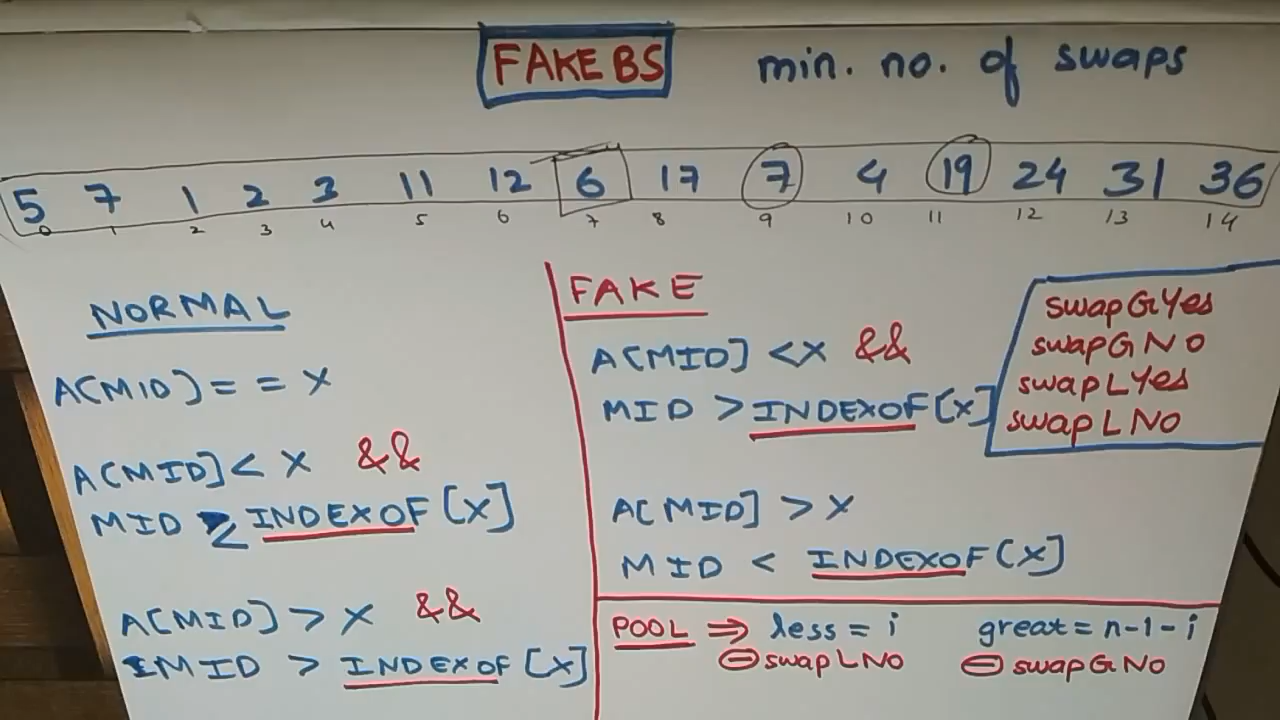 FAKE BS min. no. of swaps
5 7 1 2 3 11 12 6 17 7 4 19 24 31 36
0 1 2 3 4 5 6 7 8 9 10 11 12 13 14
NORMAL
A[MID] == X
A[MID] < X &&
MID < INDEXOF[X]
A[MID] > X &&
MID > INDEXOF[X]
FAKE
A[MID] < X &&
MID > INDEXOF[X]
A[MID] > X
MID < INDEXOF[X]
swapGYes
swapGNO
swapLYes
swapLNO
POOL ⇒ less = i great = n-1-i
⊖ swapLNO ⊖ swapGNO